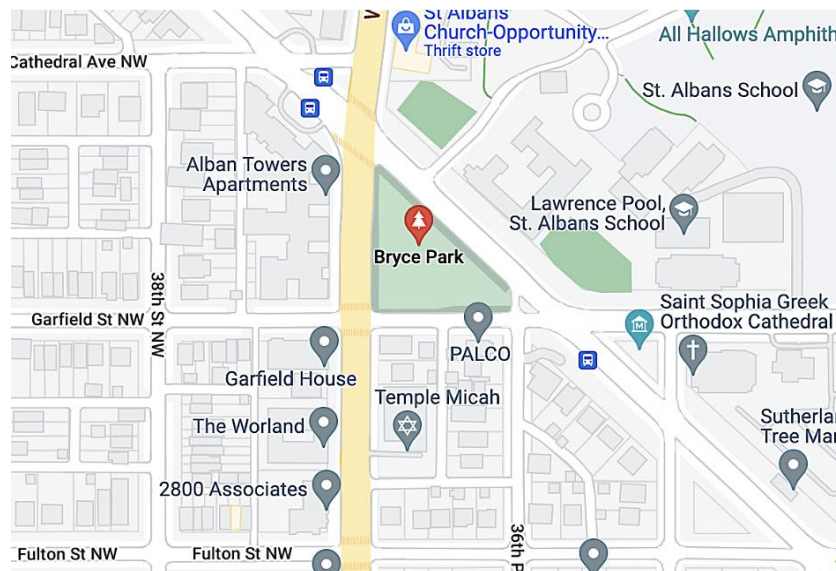 St Albans
Church-Opportunity...
Thrift store
All Hallows Amphith
Cathedral Ave NW
St. Albans School
Alban Towers
Apartments
Lawrence Pool,
St. Albans School
Bryce Park
38th St NW
Garfield St NW
Saint Sophia Greek
Orthodox Cathedral
PALCO
Garfield House
Temple Micah
The Worland
Sutherlan
Tree Mar
2800 Associates
36th P
Fulton St NW
Fulton St NW